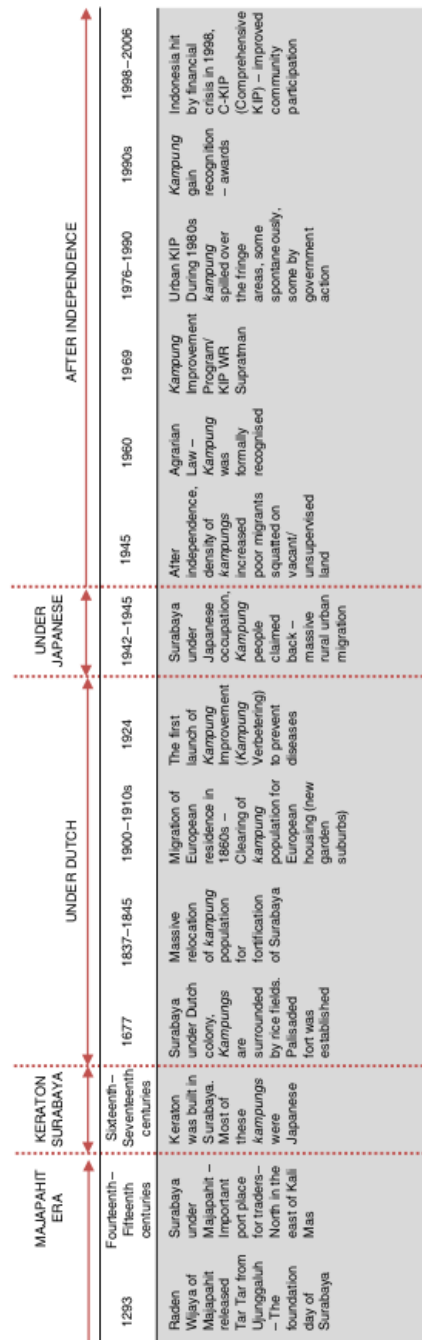 MAJAPAHIT
ERA
KERATON
SURABAYA
UNDER DUTCH
UNDER
JAPANESE
AFTER INDEPENDENCE
1293
Fourteenth–
Fifteenth
centuries
Sixteenth–
Seventeenth
centuries
1677
1837–1845
1900–1910s
1924
1942–1945
1945
1960
1969
1976–1990
1990s
1998–2006
Raden
Wijaya of
Majapahit
released
Tar Tar from
Ujunggaluh
– The
foundation
day of
Surabaya
Surabaya
under
Majapahit –
Important
port place
for traders–
North in the
east of Kali
Mas
Keraton
was built in
Surabaya.
Most of
these
kampungs
were
Japanese
Surabaya
under Dutch
colony,
Kampungs
are
surrounded
by rice fields.
Palisaded
fort was
established
Massive
relocation
of kampung
population
for
fortification
of Surabaya
Migration of
European
residence in
1860s –
Clearing of
kampung
population for
European
housing (new
garden
suburbs)
The first
launch of
Kampung
Improvement
(Kampung
Verbetering)
to prevent
diseases
Surabaya
under
Japanese
occupation,
Kampung
people
claimed
back –
massive
rural urban
migration
After
independence,
density of
kampungs
increased
poor migrants
squatted on
vacant/
unsupervised
land
Agrarian
Law –
Kampung
was
formally
recognised
Kampung
Improvement
Program/
KIP WR
Supratman
Urban KIP
During 1980s
kampung
spilled over
the fringe
areas, some
spontaneously,
some by
government
action
Kampung
gain
recognition
– awards
Indonesia hit
by financial
crisis in 1998,
C-KIP
(Comprehensive
KIP) – improved
community
participation